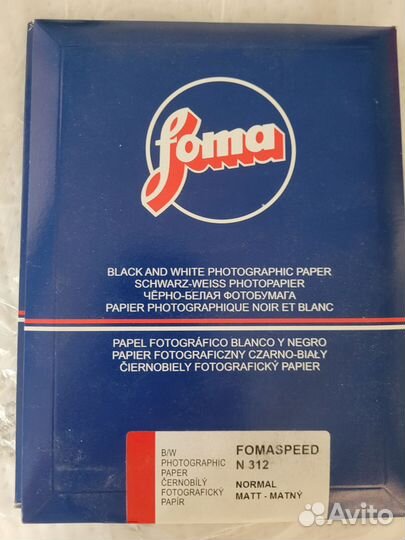 foma
BLACK AND WHITE PHOTOGRAPHIC PAPER
SCHWARZ-WEISS PHOTOPAPIER
ЧЁРНО-БЕЛАЯ ФОТОБУМАГА
PAPIER PHOTOGRAPHIQUE NOIR ET BLANC
PAPEL FOTOGRÁFICO BLANCO Y NEGRO
PAPIER FOTOGRAFICZNY CZARNO-BIAŁY
ČIERNOBIELY FOTOGRAFICKÝ PAPIER
B/W
PHOTOGRAPHIC
PAPER
ČERNOBÍLÝ
FOTOGRAFICKÝ
PAPÍR
FOMASPEED
N 312
NORMAL
MATT - MATNÝ
Avito